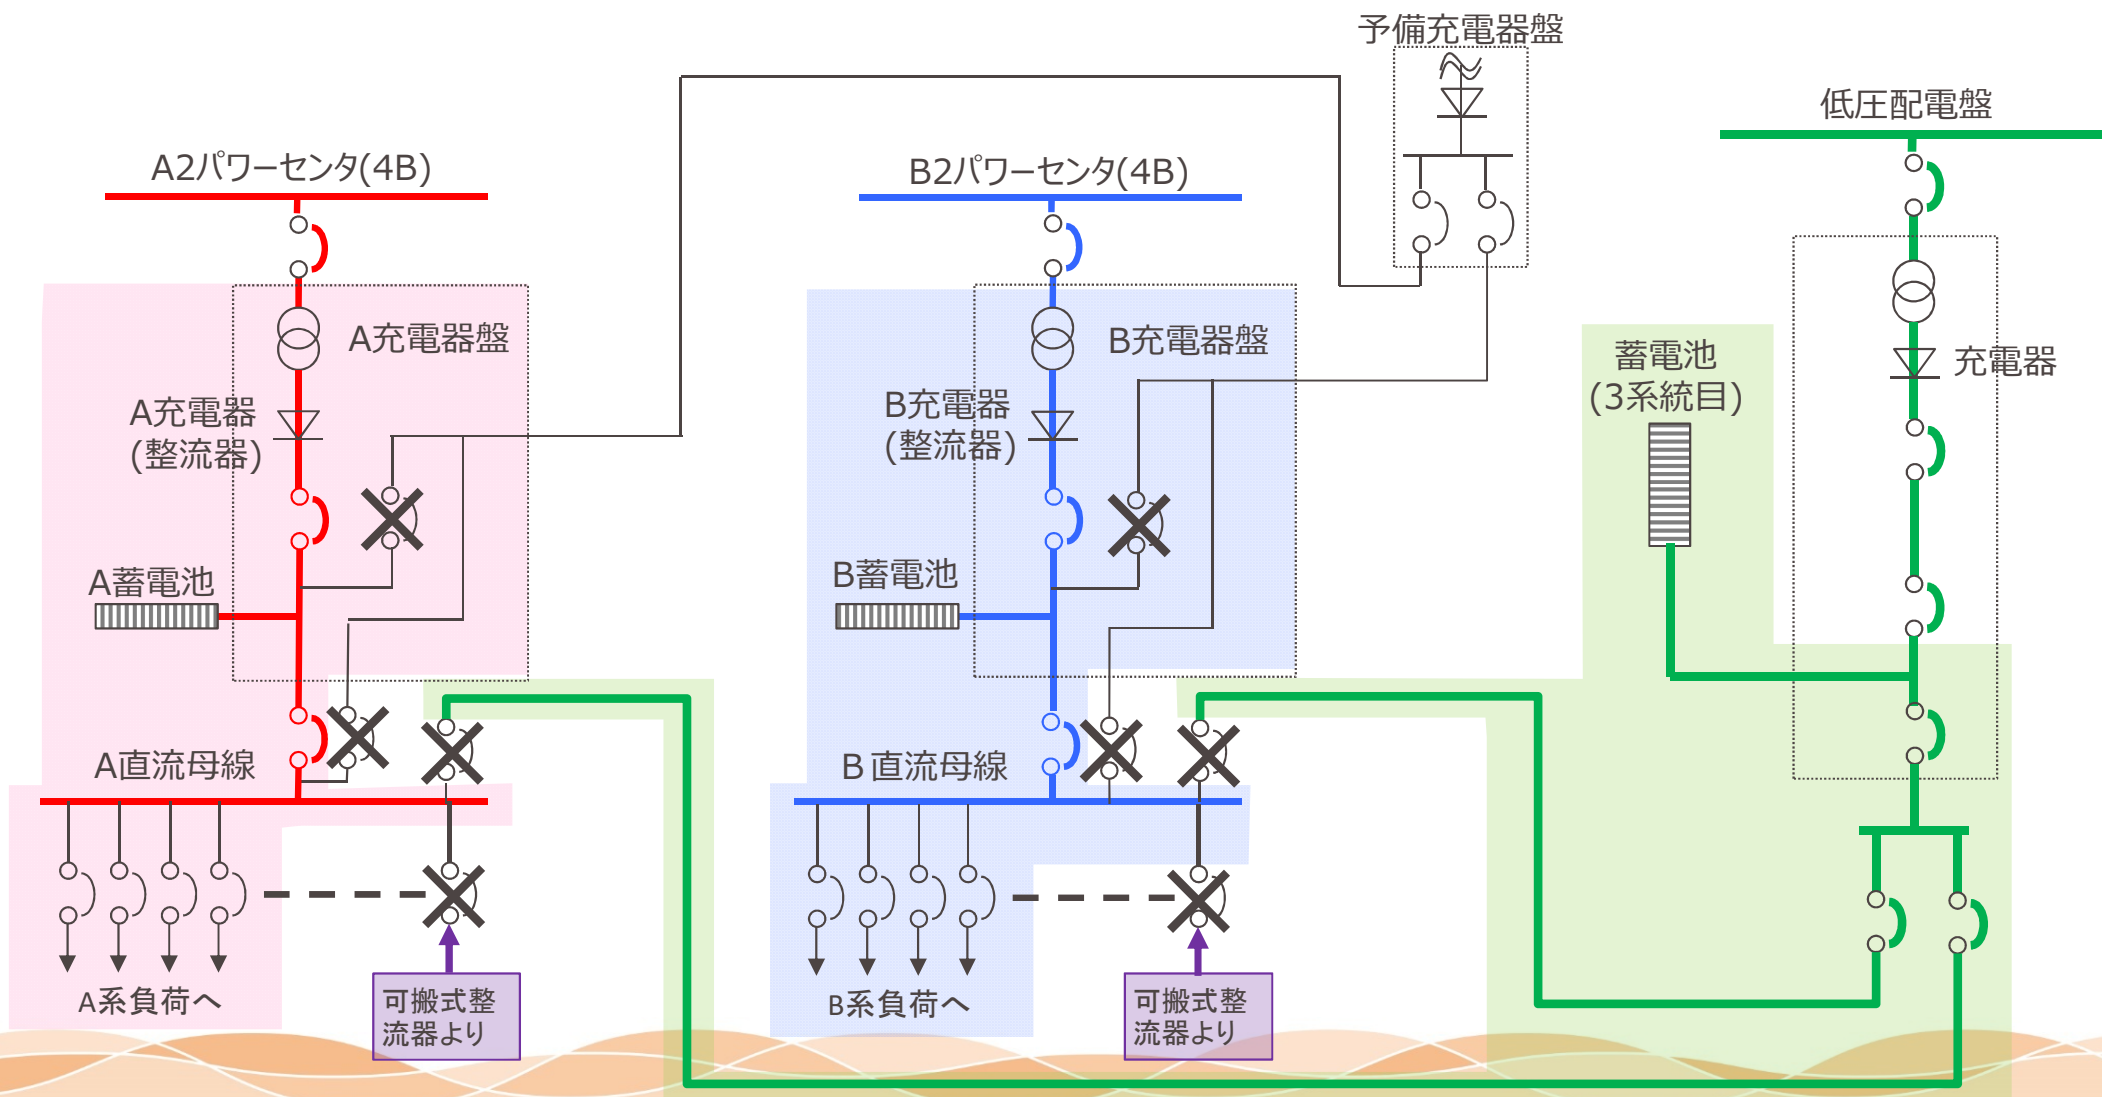 予備充電器盤
低圧配電盤
A2パワーセンタ(4B)
B2パワーセンタ(4B)
A充電器盤
B充電器盤
蓄電池
(3系統目)
充電器
A充電器
(整流器)
B充電器
(整流器)
A蓄電池
B蓄電池
A直流母線
B直流母線
A系負荷へ
可搬式整
流器より
B系負荷へ
可搬式整
流器より